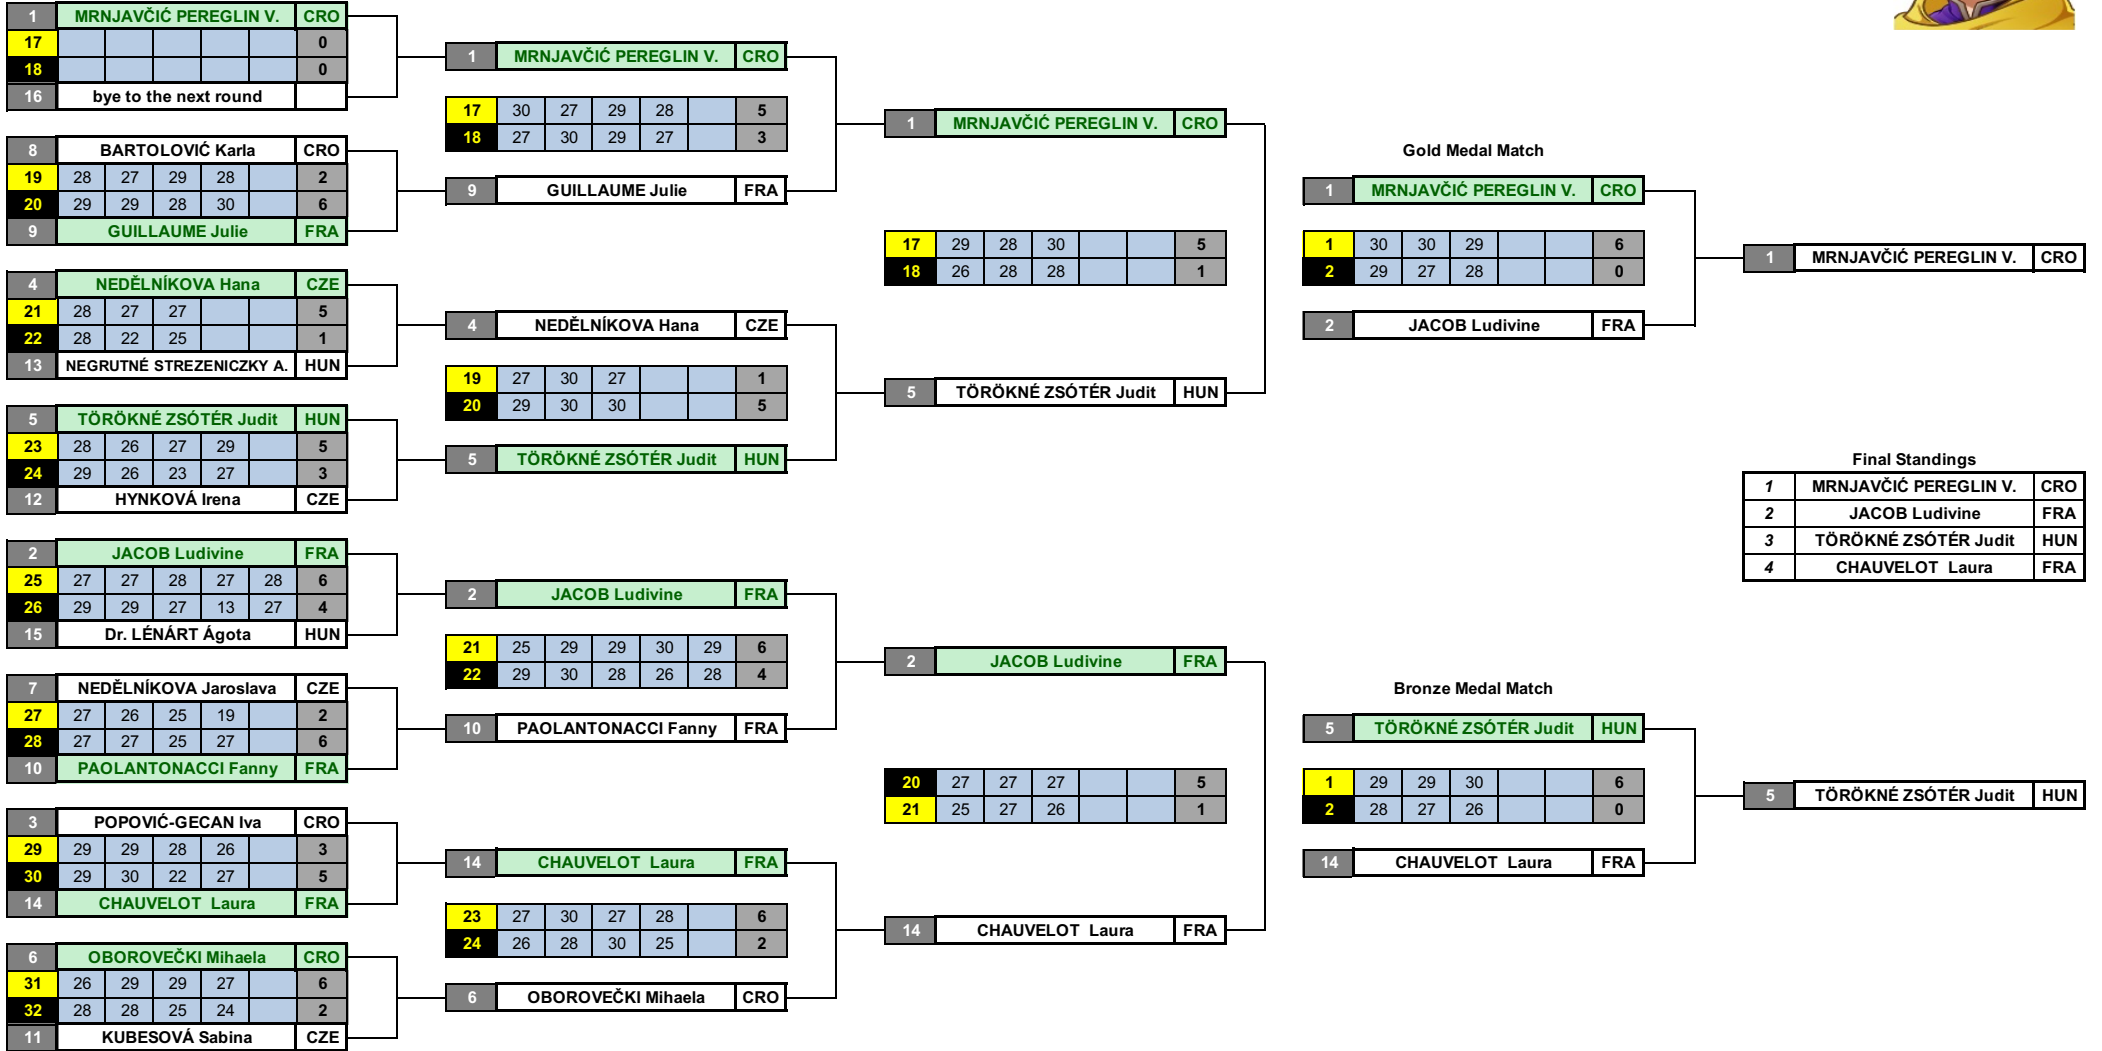 1 MRNJAVČIĆ PEREGLIN V. CRO
17 0
18 0
16 bye to the next round
8 BARTOLOVIĆ Karla CRO
19 28 27 29 28 2
20 29 29 28 30 6
9 GUILLAUME Julie FRA
4 NEDĚLNÍKOVA Hana CZE
21 28 27 27 5
22 28 22 25 1
13 NEGRUTNÉ STREZENICZKY A. HUN
5 TÖRÖKNÉ ZSÓTÉR Judit HUN
23 28 26 27 29 5
24 29 26 23 27 3
12 HYNKOVÁ Irena CZE
2 JACOB Ludivine FRA
25 27 27 28 27 28 6
26 29 29 27 13 27 4
15 Dr. LÉNÁRT Ágota HUN
7 NEDĚLNÍKOVA Jaroslava CZE
27 27 26 25 19 2
28 27 27 25 27 6
10 PAOLANTONACCI Fanny FRA
3 POPOVIĆ-GECAN Iva CRO
29 29 29 28 26 3
30 29 30 22 27 5
14 CHAUVELOT Laura FRA
6 OBOROVEČKI Mihaela CRO
31 26 29 29 27 6
32 28 28 25 24 2
11 KUBESOVÁ Sabina CZE
1 MRNJAVČIĆ PEREGLIN V. CRO
17 30 27 29 28 5
18 27 30 29 27 3
9 GUILLAUME Julie FRA
4 NEDĚLNÍKOVA Hana CZE
19 27 30 27 1
20 29 30 30 5
5 TÖRÖKNÉ ZSÓTÉR Judit HUN
2 JACOB Ludivine FRA
21 25 29 29 30 29 6
22 29 30 28 26 28 4
10 PAOLANTONACCI Fanny FRA
14 CHAUVELOT Laura FRA
23 27 30 27 28 6
24 26 28 30 25 2
6 OBOROVEČKI Mihaela CRO
1 MRNJAVČIĆ PEREGLIN V. CRO
17 29 28 30 5
18 26 28 28 1
5 TÖRÖKNÉ ZSÓTÉR Judit HUN
2 JACOB Ludivine FRA
20 27 27 27 5
21 25 27 26 1
14 CHAUVELOT Laura FRA
Gold Medal Match
1 MRNJAVČIĆ PEREGLIN V. CRO
1 30 30 29 6
2 29 27 28 0
2 JACOB Ludivine FRA
Bronze Medal Match
5 TÖRÖKNÉ ZSÓTÉR Judit HUN
1 29 29 30 6
2 28 27 26 0
14 CHAUVELOT Laura FRA
1 MRNJAVČIĆ PEREGLIN V. CRO
Final Standings
1 MRNJAVČIĆ PEREGLIN V. CRO
2 JACOB Ludivine FRA
3 TÖRÖKNÉ ZSÓTÉR Judit HUN
4 CHAUVELOT Laura FRA
5 TÖRÖKNÉ ZSÓTÉR Judit HUN